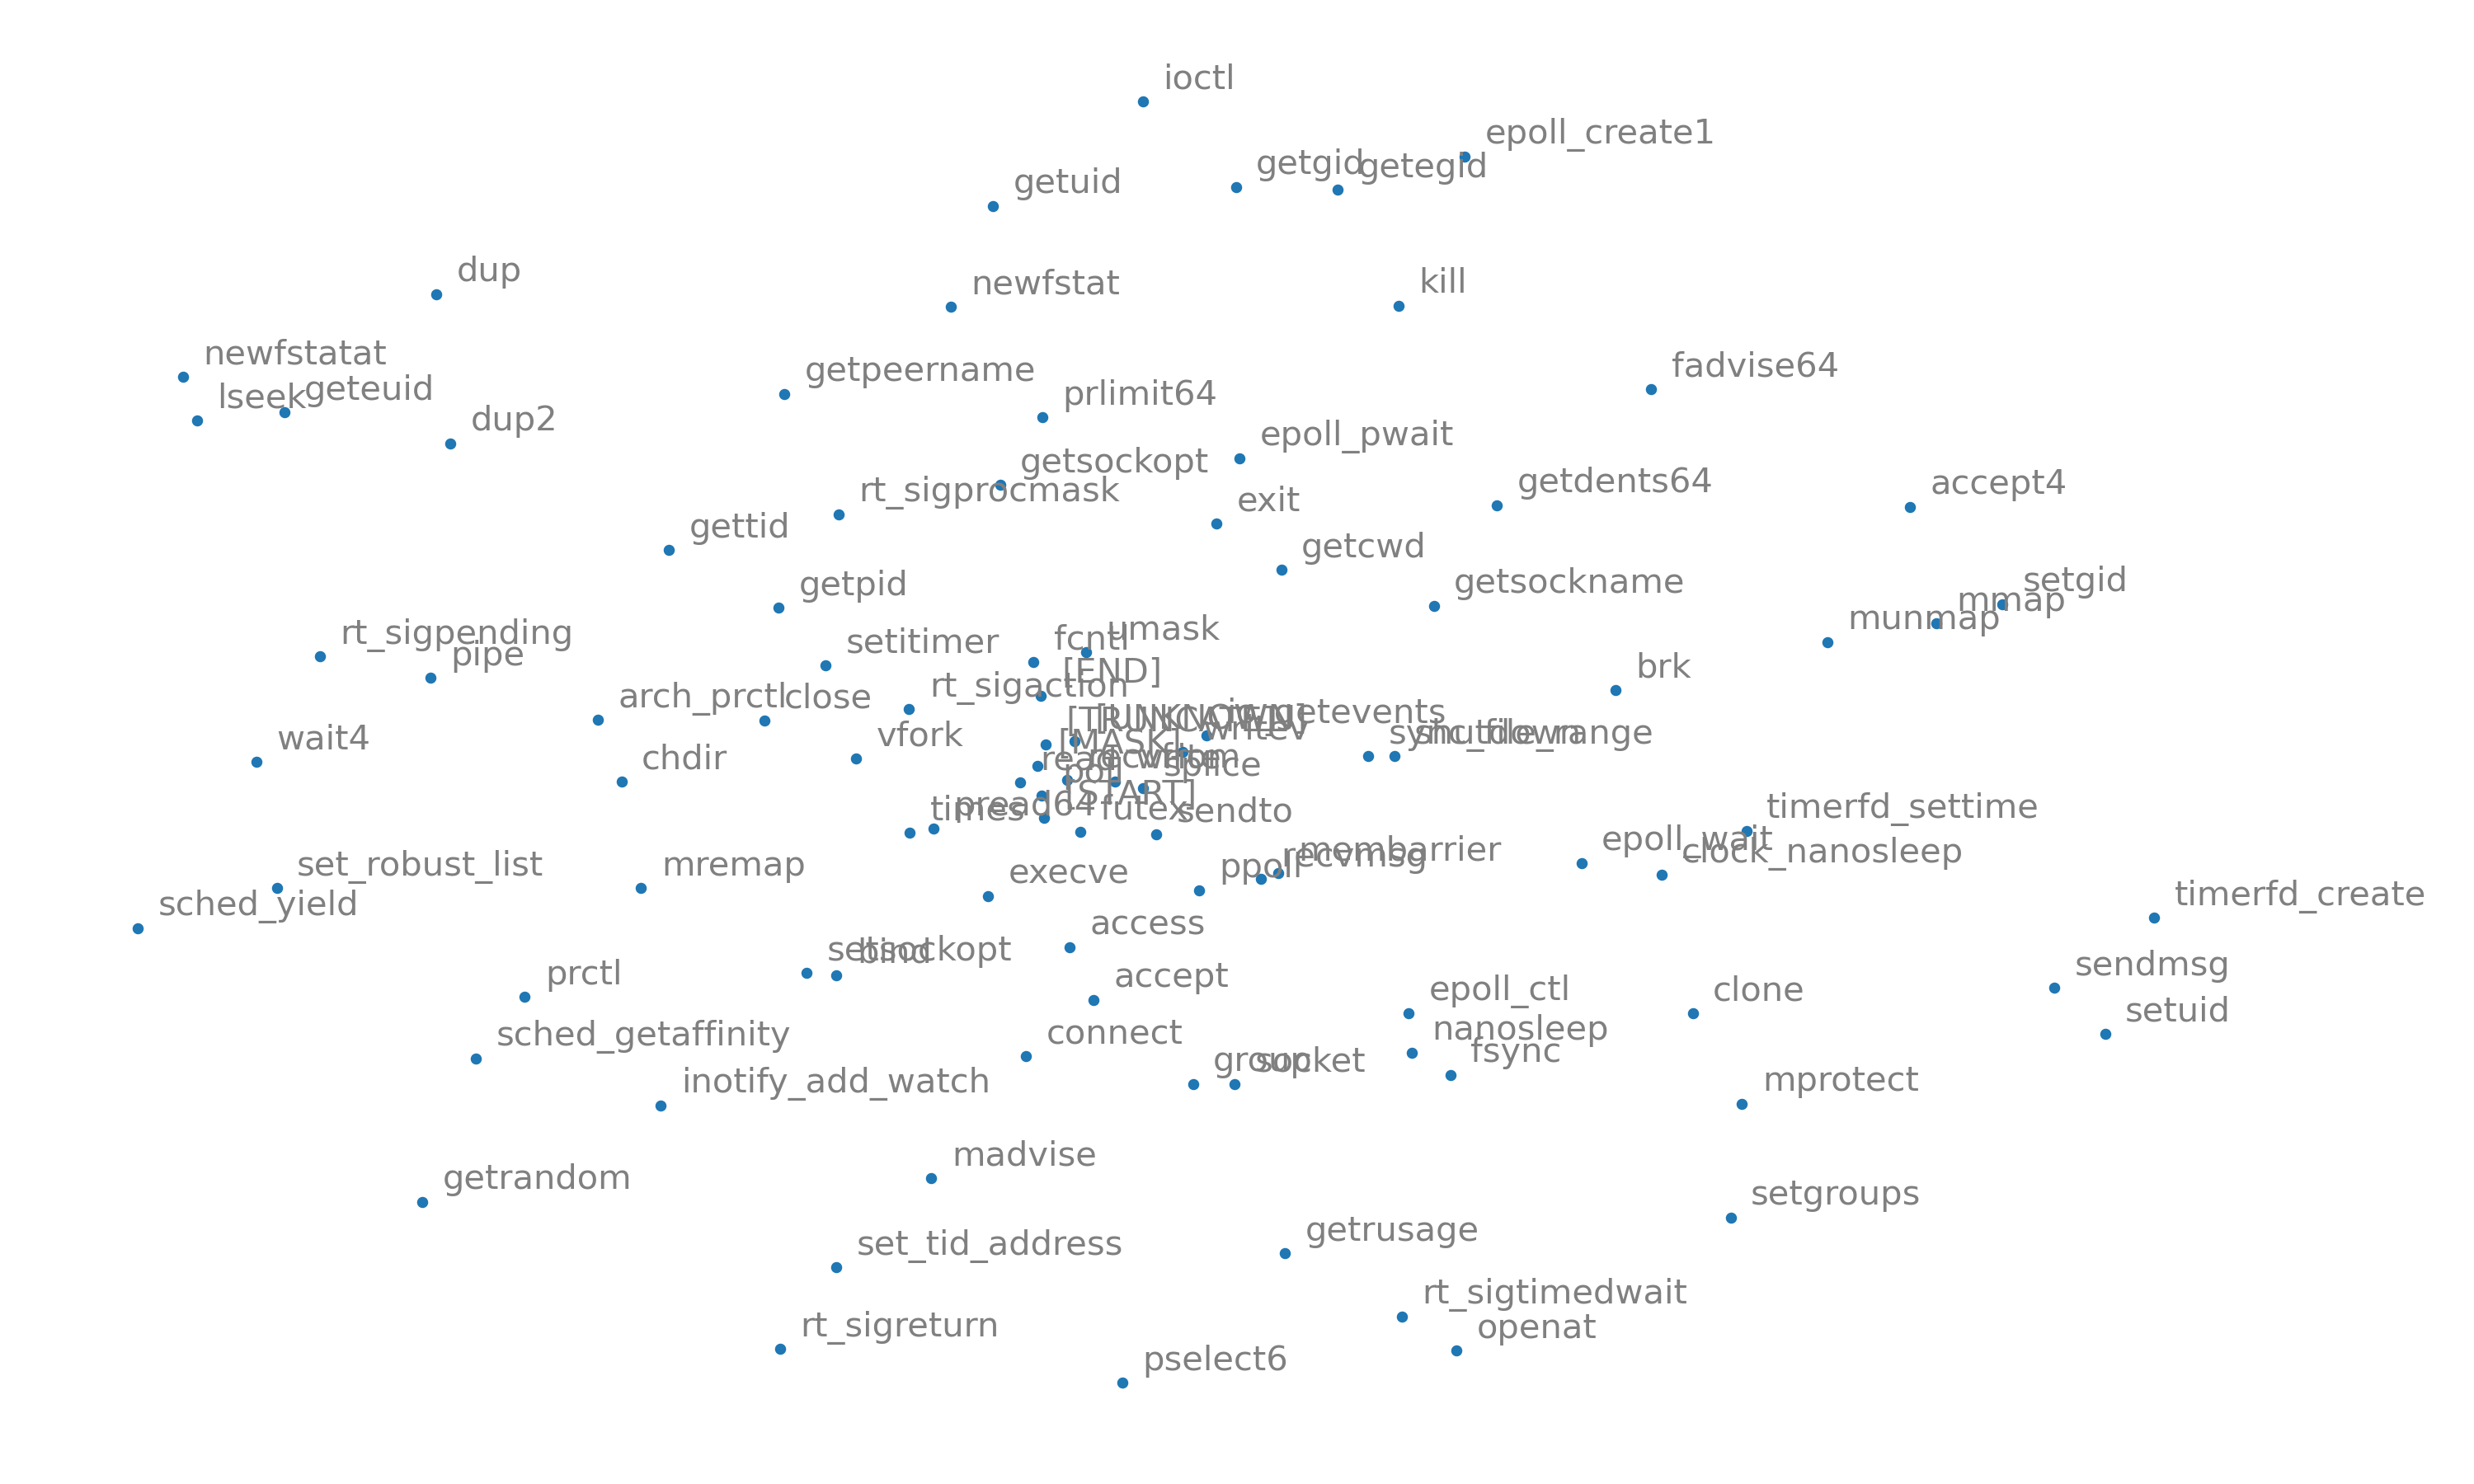 ioctl
epoll_create1
getgid
getegid
getuid
dup
newfstat
kill
newfstatat
geteuid
lseek
getpeername
fadvise64
prlimit64
dup2
epoll_pwait
getsockopt
rt_sigprocmask
getdents64
accept4
exit
gettid
getcwd
getpid
getsockname
setgid
mmap
munmap
rt_sigpending
pipe
setitimer
fcntl
umask
[END]
brk
arch_prctl
close
rt_sigaction
[TRUNCATED]
[UNKNOWN]
io_getevents
writev
wait4
vfork
[MASK]
sync_file_range
shutdown
chdir
read
recvfrom
write
poll
splice
[START]
pread64
times
futex
sendto
timerfd_settime
epoll_wait
clock_nanosleep
set_robust_list
mremap
execve
ppoll
recvmsg
membarrier
sched_yield
timerfd_create
access
setsockopt
bind
prctl
accept
sendmsg
epoll_ctl
clone
setuid
sched_getaffinity
connect
nanosleep
fsync
group
socket
inotify_add_watch
mprotect
madvise
getrandom
setgroups
getrusage
set_tid_address
rt_sigtimedwait
rt_sigreturn
openat
pselect6